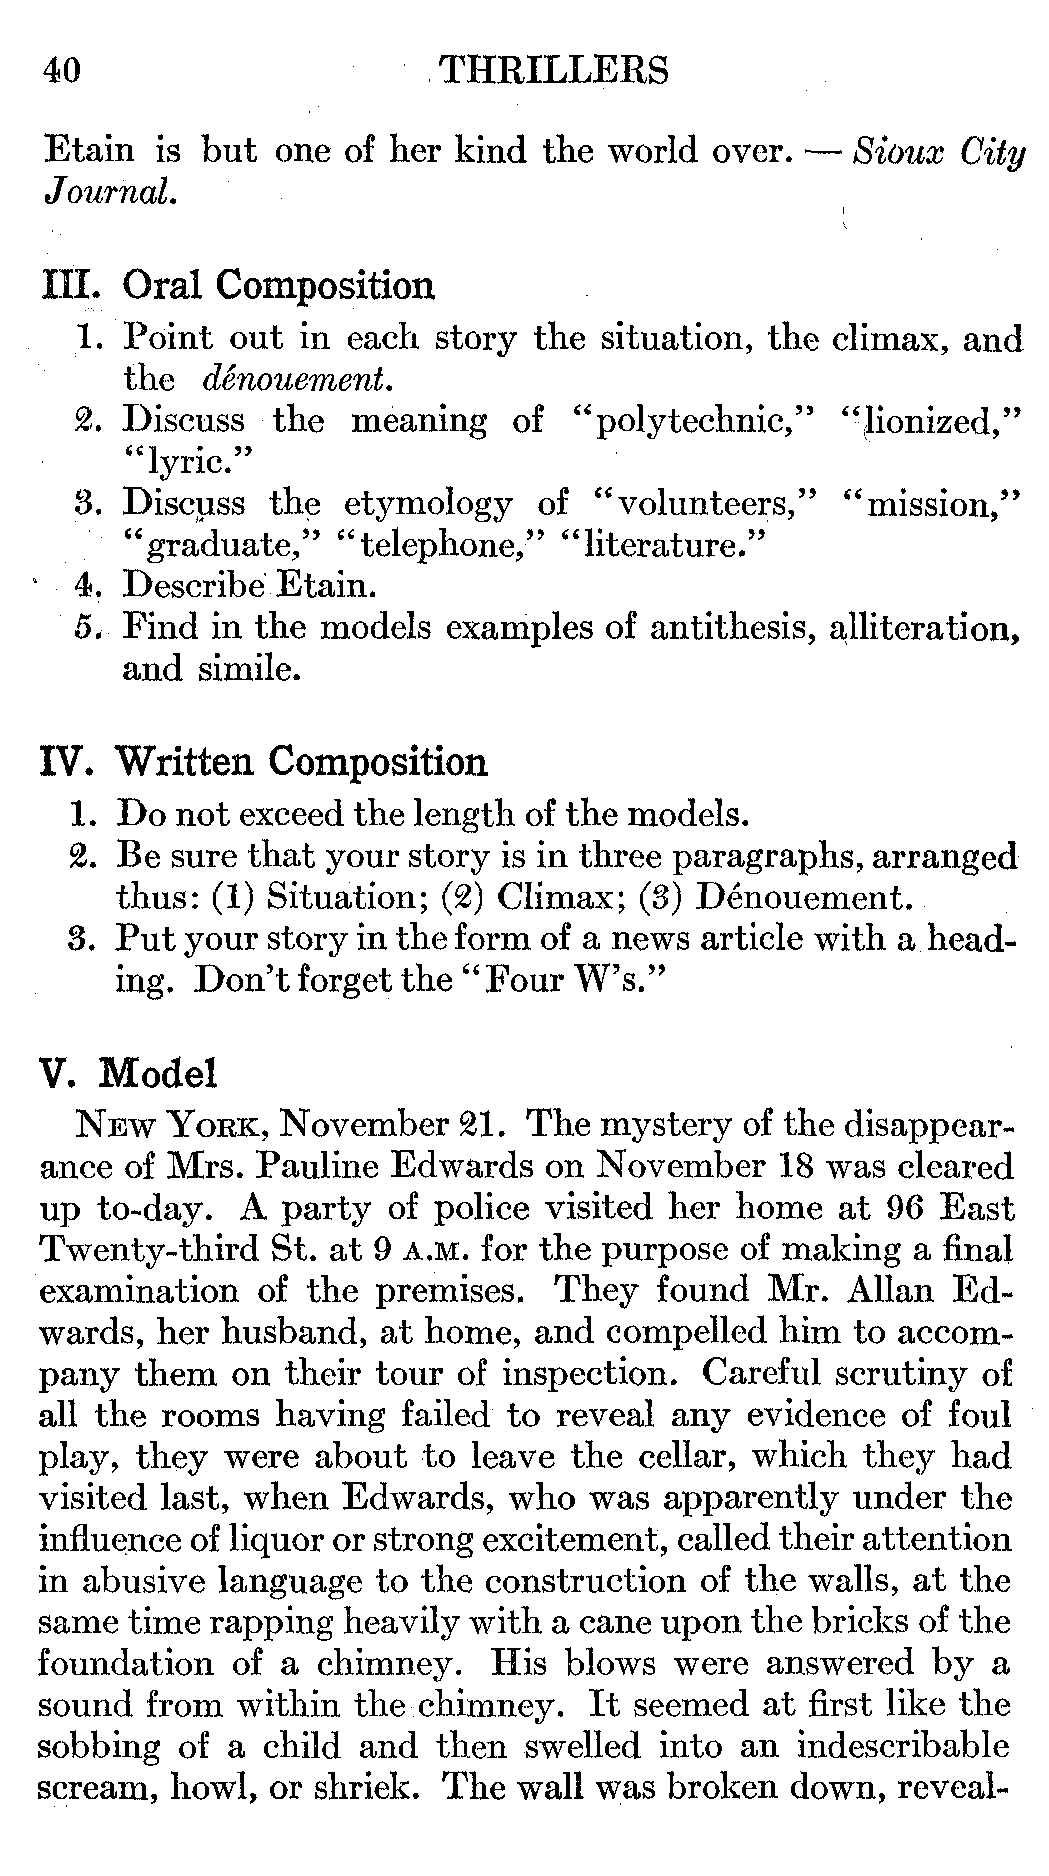 40 THRILLERS
Etain is but one of her kind the world over. — Sioux City
Journal.
III. Oral Composition
1. Point out in each story the situation, the climax, and
the dénouement.
2. Discuss the meaning of "polytechnic," "lionized,"
"lyric."
3. Discuss the etymology of "volunteers," "mission,"
"graduate," "telephone," "literature."
4. Describe Etain.
5. Find in the models examples of antithesis, alliteration,
and simile.
IV. Written Composition
1. Do not exceed the length of the models.
2. Be sure that your story is in three paragraphs, arranged
thus: (1) Situation; (2) Climax; (3) Dénouement.
3. Put your story in the form of a news article with a head-
ing. Don't forget the "Four W's."
V. Model
NEW YORK, November 21. The mystery of the disappear-
ance of Mrs. Pauline Edwards on November 18 was cleared
up to-day. A party of police visited her home at 96 East
Twenty-third St. at 9 A.M. for the purpose of making a final
examination of the premises. They found Mr. Allan Ed-
wards, her husband, at home, and compelled him to accom-
pany them on their tour of inspection. Careful scrutiny of
all the rooms having failed to reveal any evidence of foul
play, they were about to leave the cellar, which they had
visited last, when Edwards, who was apparently under the
influence of liquor or strong excitement, called their attention
in abusive language to the construction of the walls, at the
same time rapping heavily with a cane upon the bricks of the
foundation of a chimney. His blows were answered by a
sound from within the chimney. It seemed at first like the
sobbing of a child and then swelled into an indescribable
scream, howl, or shriek. The wall was broken down, reveal-